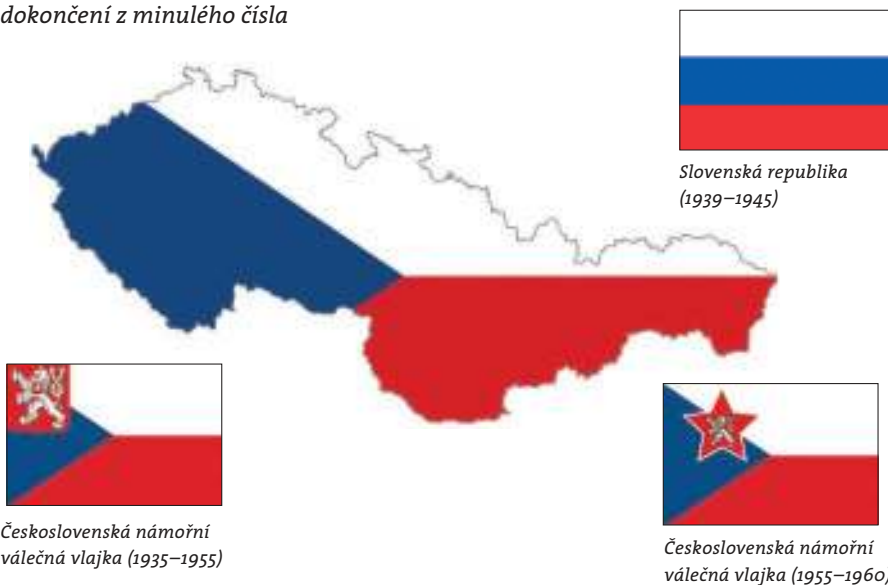 dokončení z minulého čísla
Slovenská republika
(1939–1945)
Československá námořní
válečná vlajka (1935–1955)
Československá námořní
válečná vlajka (1955–1960)